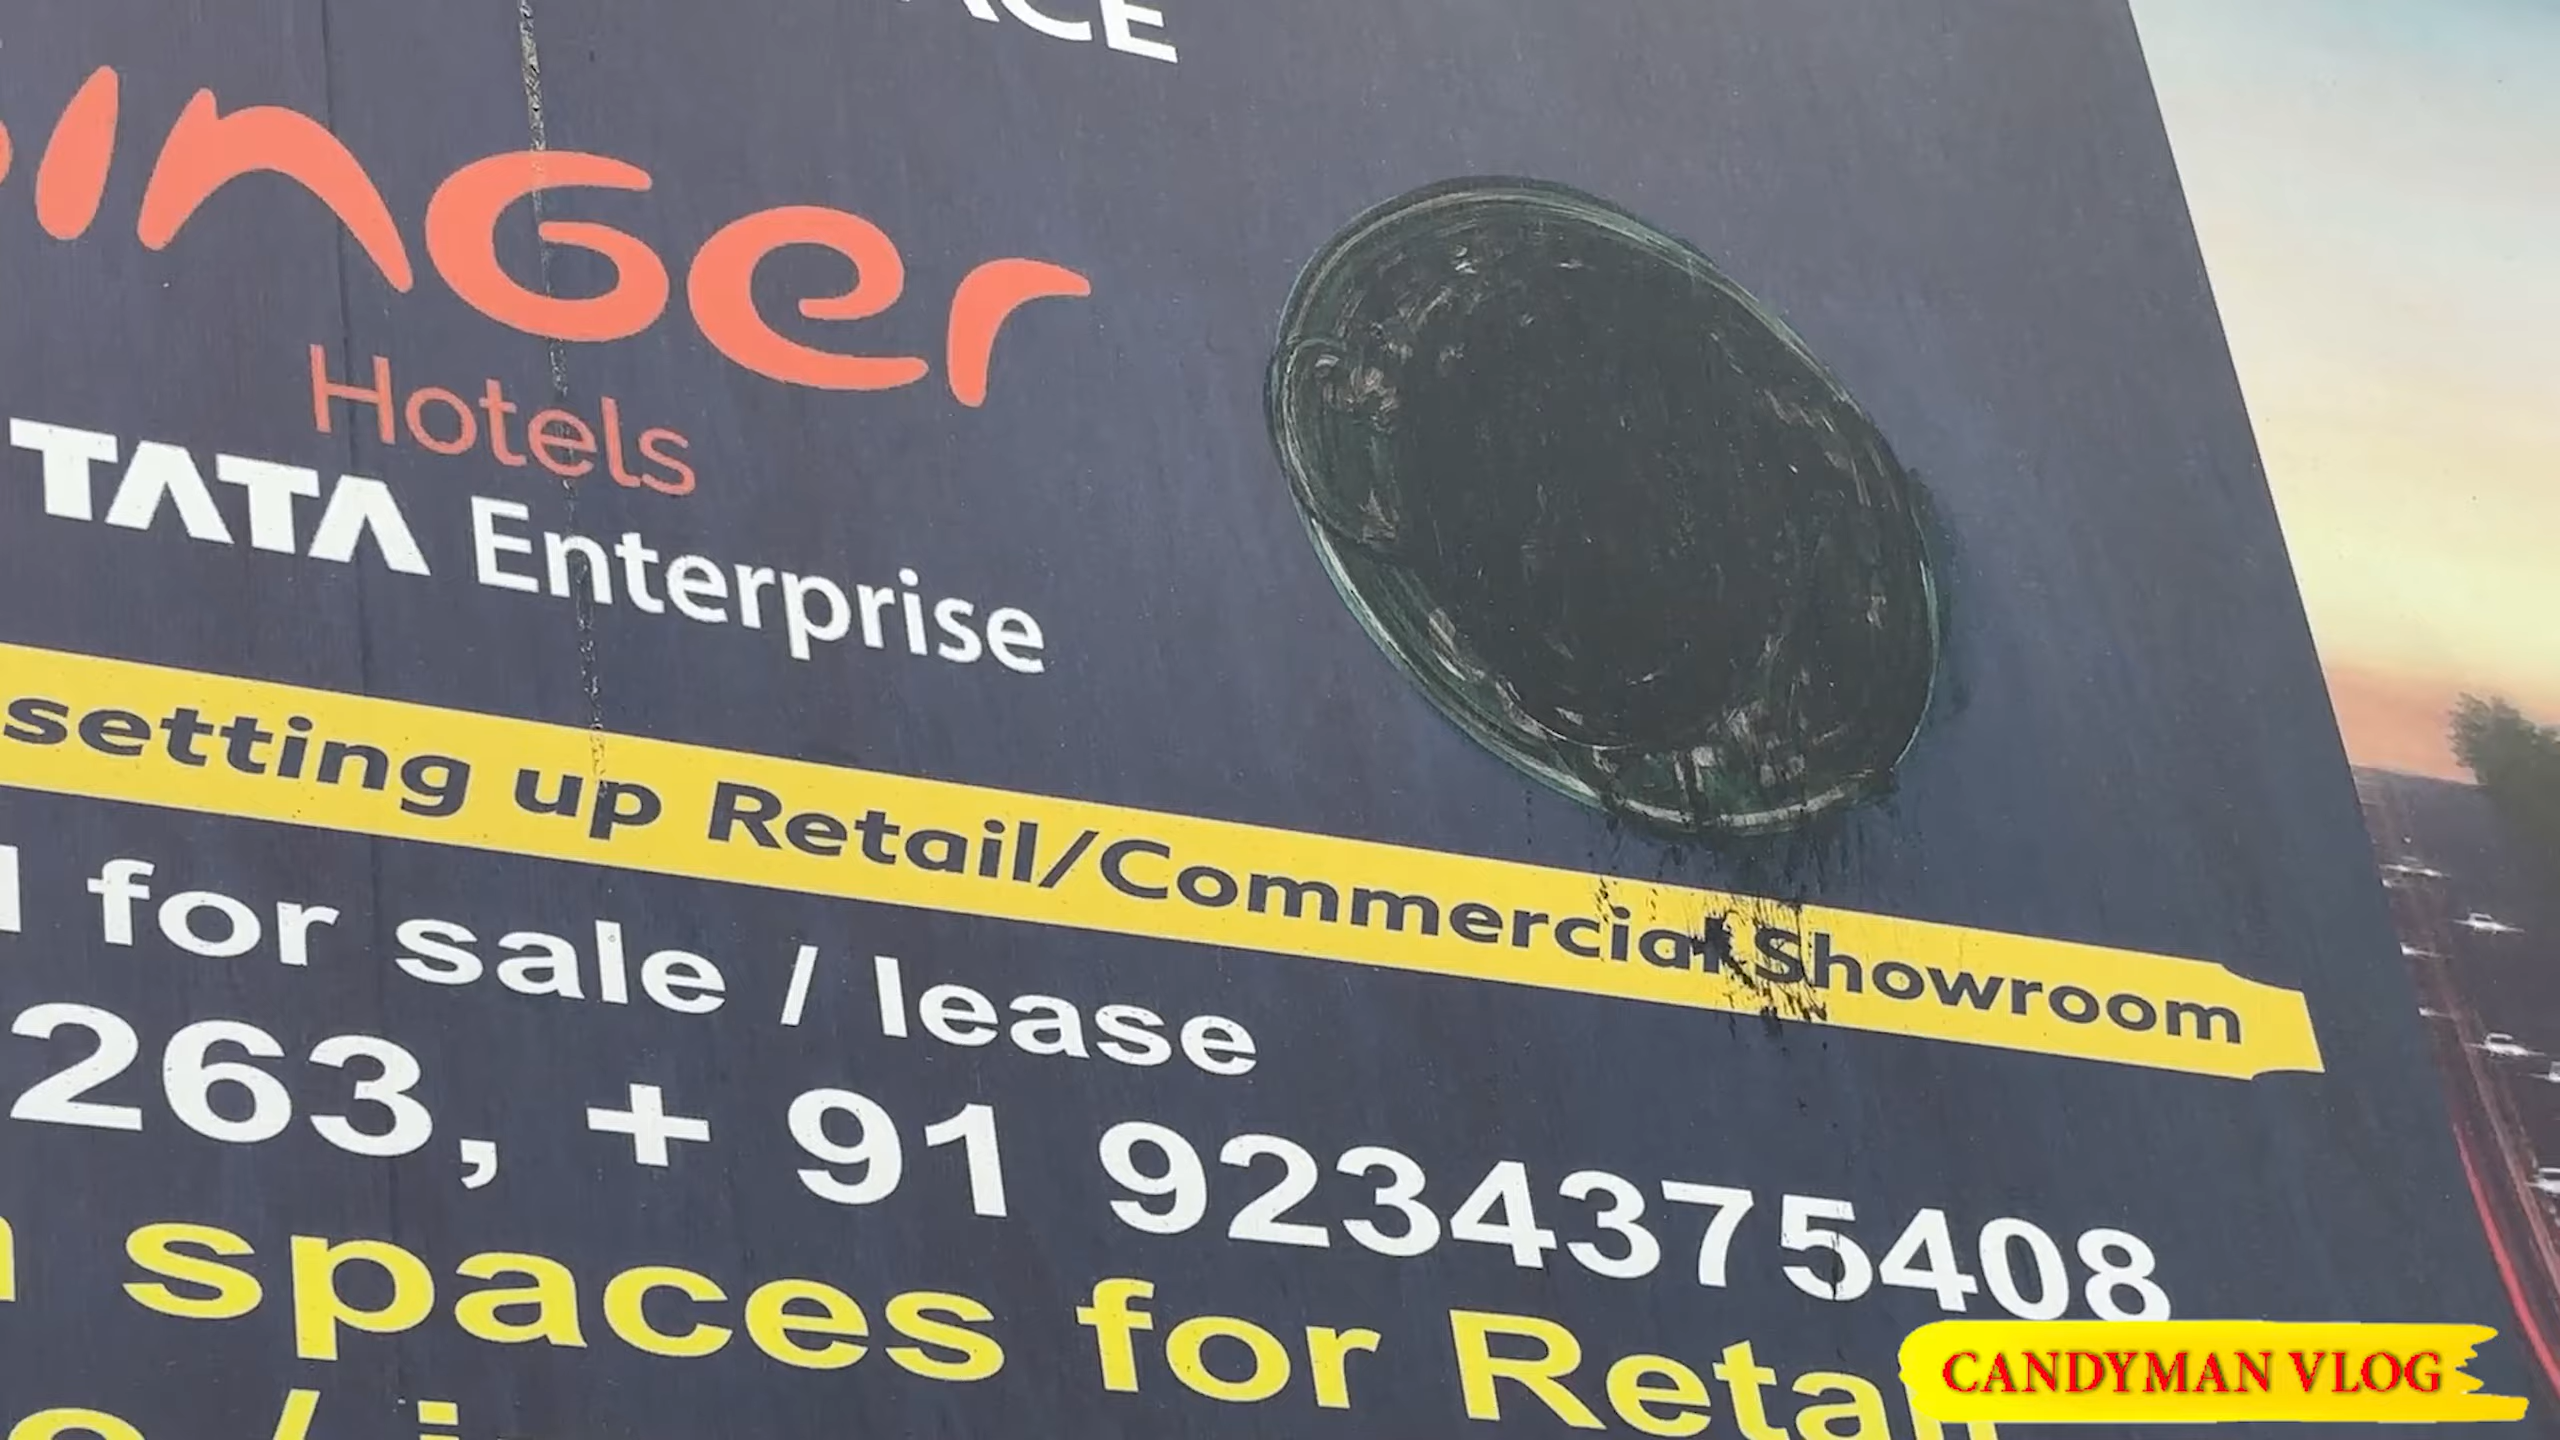 Hotels
TATA Enterprise
setting up Retail/Commercial Showroom
for sale / lease
263, + 91 9234375408
spaces for Retail
CANDYMAN VLOG